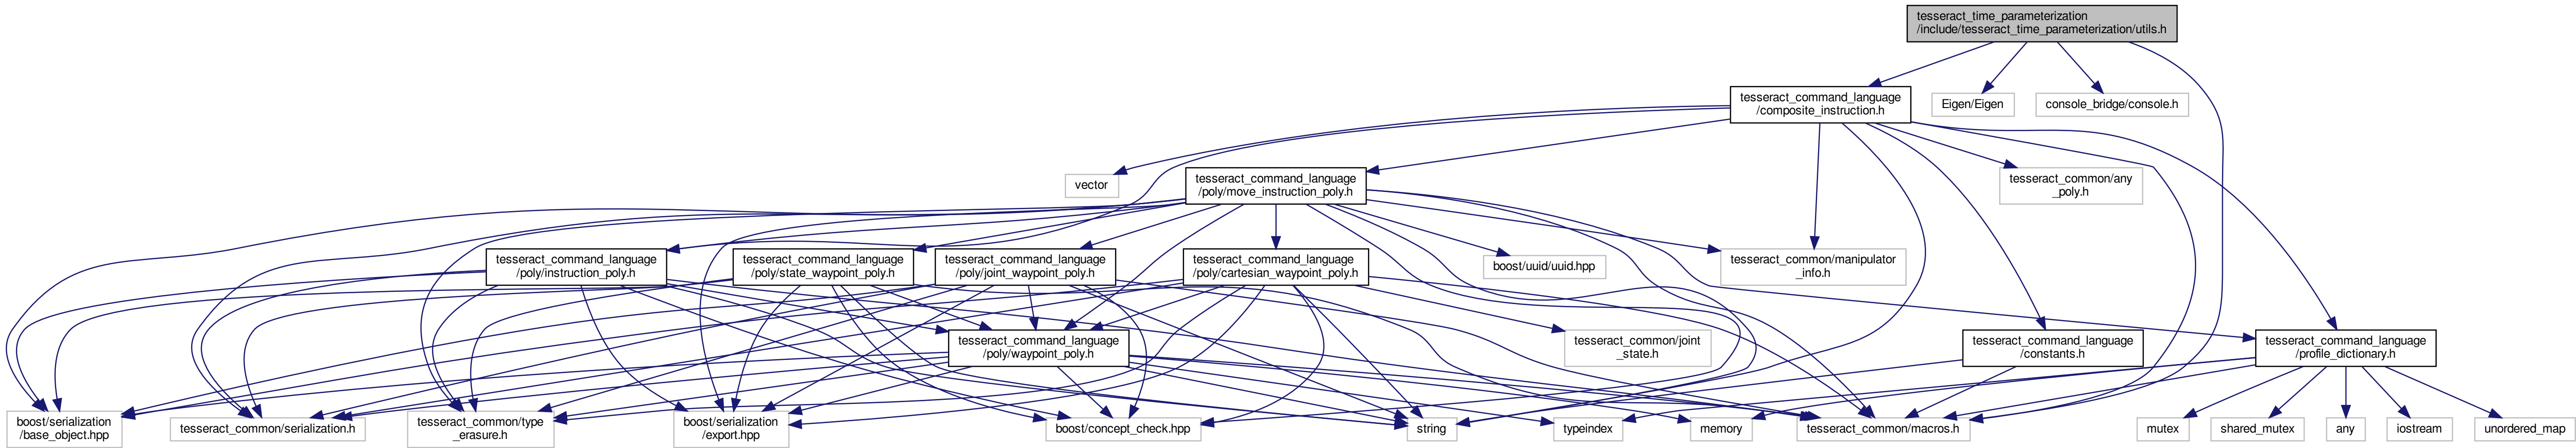 tesseract_time_parameterization
/include/tesseract_time_parameterization/utils.h
tesseract_command_language
/composite_instruction.h
Eigen/Eigen
console_bridge/console.h
vector
tesseract_command_language
/poly/move_instruction_poly.h
tesseract_common/any
_poly.h
tesseract_command_language
/poly/instruction_poly.h
tesseract_command_language
/poly/state_waypoint_poly.h
tesseract_command_language
/poly/joint_waypoint_poly.h
tesseract_command_language
/poly/cartesian_waypoint_poly.h
boost/uuid/uuid.hpp
tesseract_common/manipulator
_info.h
tesseract_command_language
/poly/waypoint_poly.h
tesseract_common/joint
_state.h
tesseract_command_language
/constants.h
tesseract_command_language
/profile_dictionary.h
boost/serialization
/base_object.hpp
tesseract_common/serialization.h
tesseract_common/type
_erasure.h
boost/serialization
/export.hpp
boost/concept_check.hpp
string
typeindex
memory
tesseract_common/macros.h
mutex
shared_mutex
any
iostream
unordered_map